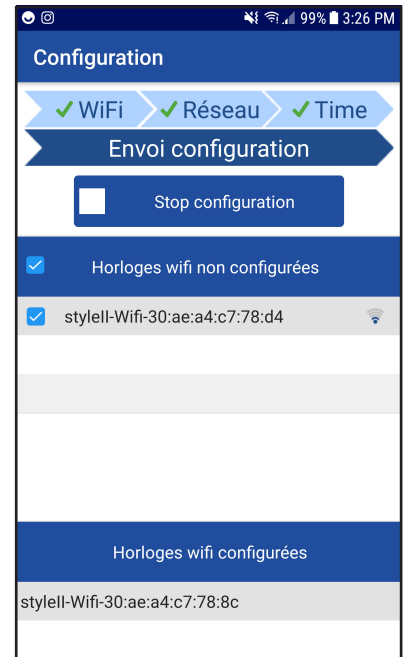 99% 3:26 PM
Configuration
WiFi Réseau Time
Envoi configuration
Stop configuration
Horloges wifi non configurées
styleII-Wifi-30:ae:a4:c7:78:d4
Horloges wifi configurées
styleII-Wifi-30:ae:a4:c7:78:8c